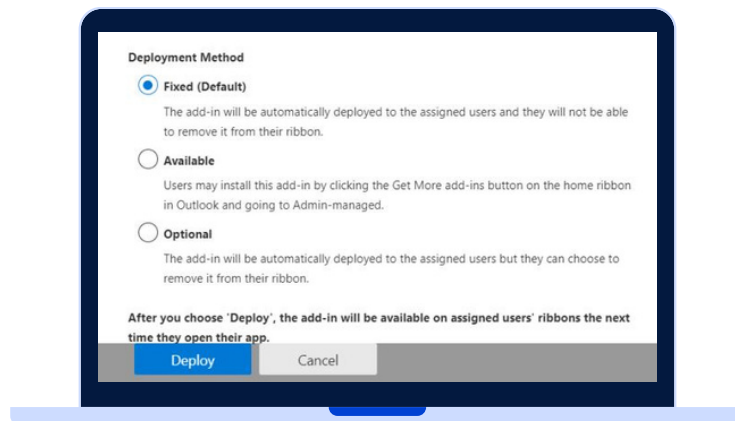 Deployment Method
Fixed (Default)
The add-in will be automatically deployed to the assigned users and they will not be able
to remove it from their ribbon.
Available
Users may install this add-in by clicking the Get More add-ins button on the home ribbon
in Outlook and going to Admin-managed.
Optional
The add-in will be automatically deployed to the assigned users but they can choose to
remove it from their ribbon.
After you choose 'Deploy', the add-in will be available on assigned users' ribbons the next
time they open their app.
Deploy Cancel